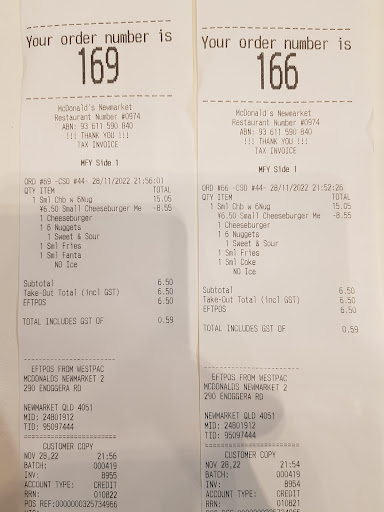 Your order number is
169
McDonald's Newmarket
Restaurant Number #0974
ABN: 93 611 590 840
!!! THANK YOU !!!
TAX INVOICE
MFY Side 1
ORD #69 -CSO #44- 28/11/2022 21:56:01
QTY ITEM TOTAL
1 Sml Chb w 6Nug 15.05
¥6.50 Small Cheeseburger Me -8.55
1 Cheeseburger
1 6 Nuggets
1 Sweet & Sour
1 Sml Fries
1 Sml Fanta
NO Ice
Subtotal 6.50
Take-Out Total (incl GST) 6.50
EFTPOS 6.50
TOTAL INCLUDES GST OF 0.59
EFTPOS FROM WESTPAC
MCDONALDS NEWMARKET 2
290 ENOGGERA RD
NEWMARKET QLD 4051
MID: 24801912
TID: 95097444
CUSTOMER COPY
NOV 28,22 21:56
BATCH: 000419
INV: 8955
ACCOUNT TYPE: CREDIT
RRN: 010822
POS REF:0000000325734966
Your order number is
166
McDonald's Newmarket
Restaurant Number #0974
ABN: 93 611 590 840
!!! THANK YOU !!!
TAX INVOICE
MFY Side 1
ORD #66 -CSO #44- 28/11/2022 21:52:26
QTY ITEM TOTAL
1 Sml Chb w 6Nug 15.05
¥6.50 Small Cheeseburger Me -8.55
1 Cheeseburger
1 6 Nuggets
1 Sweet & Sour
1 Sml Fries
1 Sml Coke
NO Ice
Subtotal 6.50
Take-Out Total (incl GST) 6.50
EFTPOS 6.50
TOTAL INCLUDES GST OF 0.59
EFTPOS FROM WESTPAC
MCDONALDS NEWMARKET 2
290 ENOGGERA RD
NEWMARKET QLD 4051
MID: 24801912
TID: 95097444
CUSTOMER COPY
NOV 28,22 21:54
BATCH: 000419
INV: 8954
ACCOUNT TYPE: CREDIT
RRN: 010821
POS REF:0000000325734